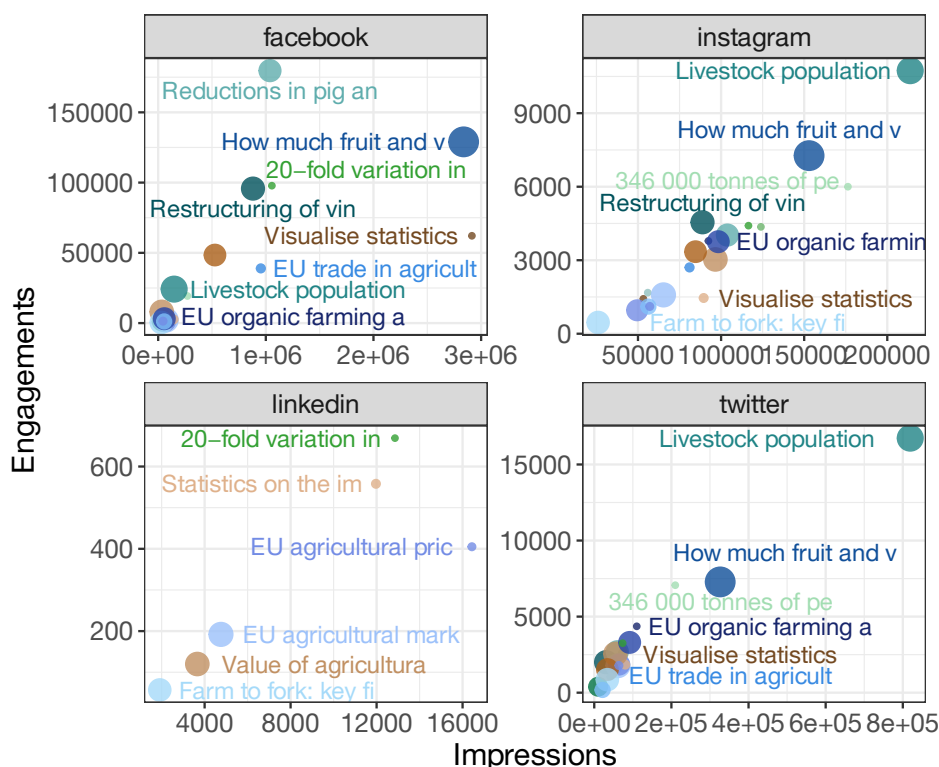 facebook
instagram
Engagements
150000
100000
50000
0
Reductions in pig an
How much fruit and v
20−fold variation in
Restructuring of vin
Visualise statistics
EU trade in agricult
Livestock population
EU organic farming a
0e+00
1e+06
2e+06
3e+06
9000
6000
3000
0
Livestock population
How much fruit and v
346 000 tonnes of pe
Restructuring of vin
EU organic farmin
Visualise statistics
Farm to fork: key fi
50000
100000
150000
200000
linkedin
twitter
600
400
200
20−fold variation in
Statistics on the im
EU agricultural pric
EU agricultural mark
Value of agricultura
Farm to fork: key fi
4000
8000
12000
16000
15000
10000
5000
0
Livestock population
How much fruit and v
346 000 tonnes of pe
EU organic farming a
Visualise statistics
EU trade in agricult
0e+00
2e+05
4e+05
6e+05
8e+05
Impressions